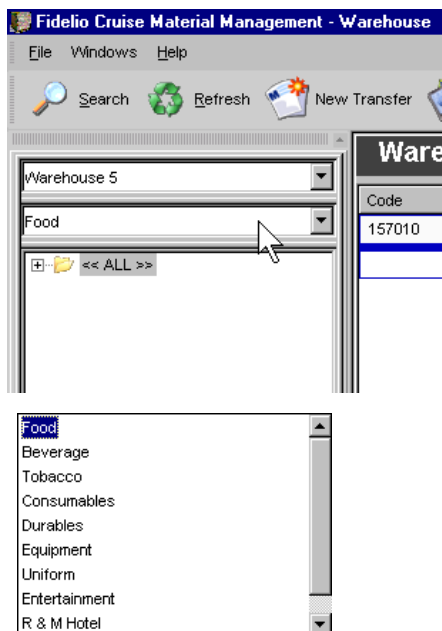 Fidelio Cruise Material Management - Warehouse
File Windows Help
Search Refresh New Transfer
Ware
Warehouse 5
Code
Food
157010
<< ALL >>
Food
Beverage
Tobacco
Consumables
Durables
Equipment
Uniform
Entertainment
R & M Hotel